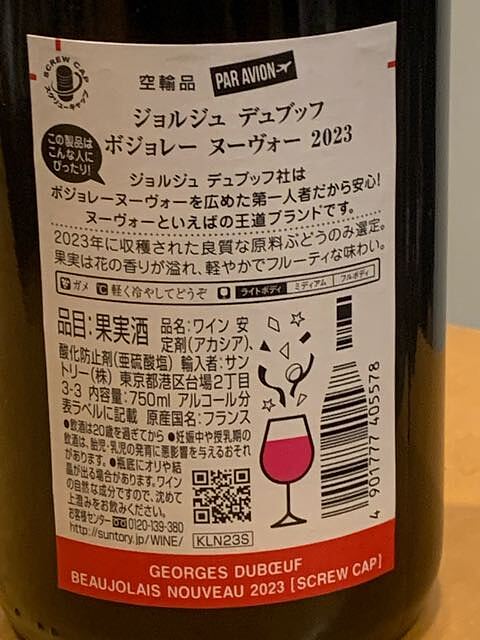 SCREW CAP
スクリューキャップ
空輸品
PAR AVION
ジョルジュ デュブッフ
ボジョレー ヌーヴォー 2023
この製品は
こんな人に
ぴったり!
ジョルジュ デュブッフ社は
ボジョレーヌーヴォーを広めた第一人者だから安心!
ヌーヴォーといえばの王道ブランドです。
2023年に収穫された良質な原料ぶどうのみ選定。
果実は花の香りが溢れ、軽やかでフルーティな味わい。
ガメ ℃ 軽く冷やしてどうぞ ライトボディ ミディアム フルボディ
品目:果実酒 品名:ワイン 安
定剤(アカシア)、
酸化防止剤(亜硫酸塩) 輸入者:サン
トリー(株) 東京都港区台場2丁目
3-3 内容量:750ml アルコール分
表ラベルに記載 原産国名:フランス
●飲酒は20歳を過ぎてから ●妊娠中や授乳期の
飲酒は、胎児・乳児の発育に悪影響を与えるおそれ
があります。●瓶底にオリや結
晶が出る場合があります。ワイン
の自然な成分ですので、沈めて
上澄みをお飲みください。
お客様センター 0120-139-380
http://suntory.jp/WINE/
KLN23S
4 901777 405578
GEORGES DUBŒUF
BEAUJOLAIS NOUVEAU 2023 [SCREW CAP]